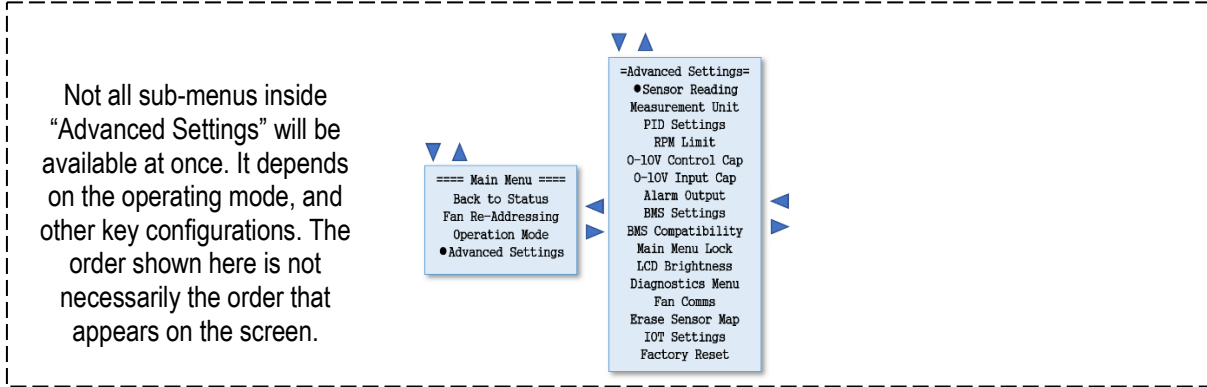 Not all sub-menus inside
“Advanced Settings” will be
available at once. It depends
on the operating mode, and
other key configurations. The
order shown here is not
necessarily the order that
appears on the screen.
==== Main Menu ====
Back to Status
Fan Re-Addressing
Operation Mode
●Advanced Settings
=Advanced Settings=
●Sensor Reading
Measurement Unit
PID Settings
RPM Limit
0-10V Control Cap
0-10V Input Cap
Alarm Output
BMS Settings
BMS Compatibility
Main Menu Lock
LCD Brightness
Diagnostics Menu
Fan Comms
Erase Sensor Map
IOT Settings
Factory Reset